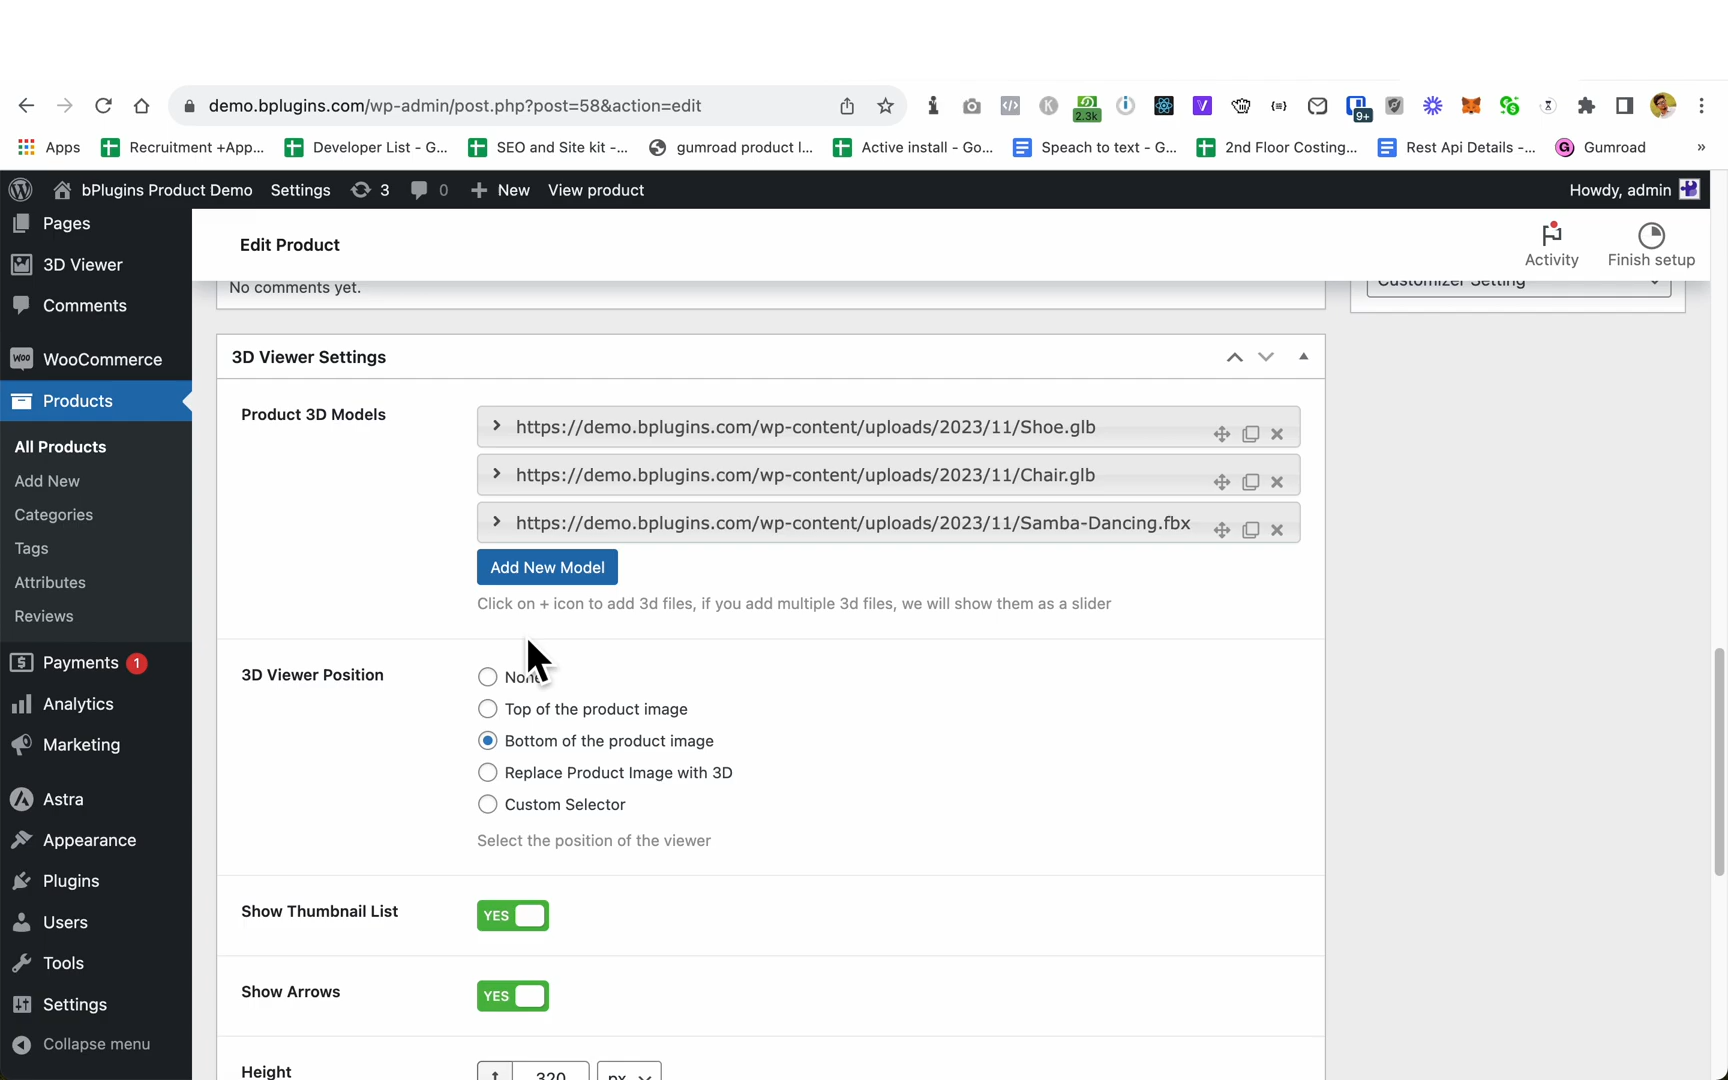 demo.bplugins.com/wp-admin/post.php?post=58&action=edit
2.3k
9+
Apps
Recruitment +App...
Developer List - G...
SEO and Site kit -...
gumroad product l...
Active install - Go...
Speach to text - G...
2nd Floor Costing...
Rest Api Details -...
Gumroad
»
bPlugins Product Demo
Settings
3
0
New
View product
Howdy, admin
Pages
3D Viewer
Comments
WooCommerce
Products
All Products
Add New
Categories
Tags
Attributes
Reviews
Payments 1
Analytics
Marketing
Astra
Appearance
Plugins
Users
Tools
Settings
Collapse menu
Edit Product
Activity
Finish setup
No comments yet.
Customizer Setting
3D Viewer Settings
Product 3D Models
https://demo.bplugins.com/wp-content/uploads/2023/11/Shoe.glb
https://demo.bplugins.com/wp-content/uploads/2023/11/Chair.glb
https://demo.bplugins.com/wp-content/uploads/2023/11/Samba-Dancing.fbx
Add New Model
Click on + icon to add 3d files, if you add multiple 3d files, we will show them as a slider
3D Viewer Position
None
Top of the product image
Bottom of the product image
Replace Product Image with 3D
Custom Selector
Select the position of the viewer
Show Thumbnail List
YES
Show Arrows
YES
Height
320
px